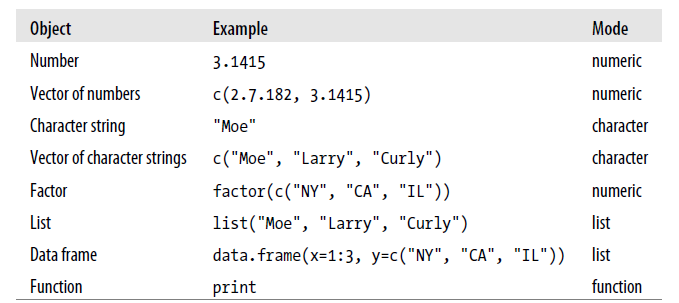 Object Example Mode
Number 3.1415 numeric
Vector of numbers c(2.7.182, 3.1415) numeric
Character string "Moe" character
Vector of character strings c("Moe", "Larry", "Curly") character
Factor factor(c("NY", "CA", "IL")) numeric
List list("Moe", "Larry", "Curly") list
Data frame data.frame(x=1:3, y=c("NY", "CA", "IL")) list
Function print function